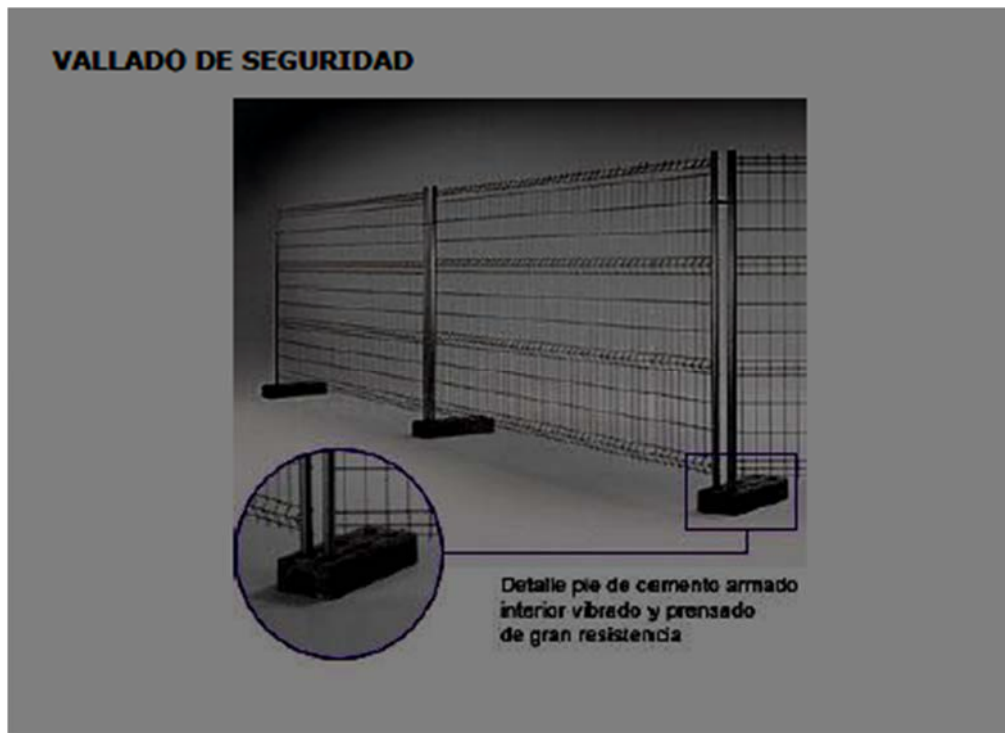 VALLADO DE SEGURIDAD
Detalle pie de cemento armado
interior vibrado y prensado
de gran resistencia